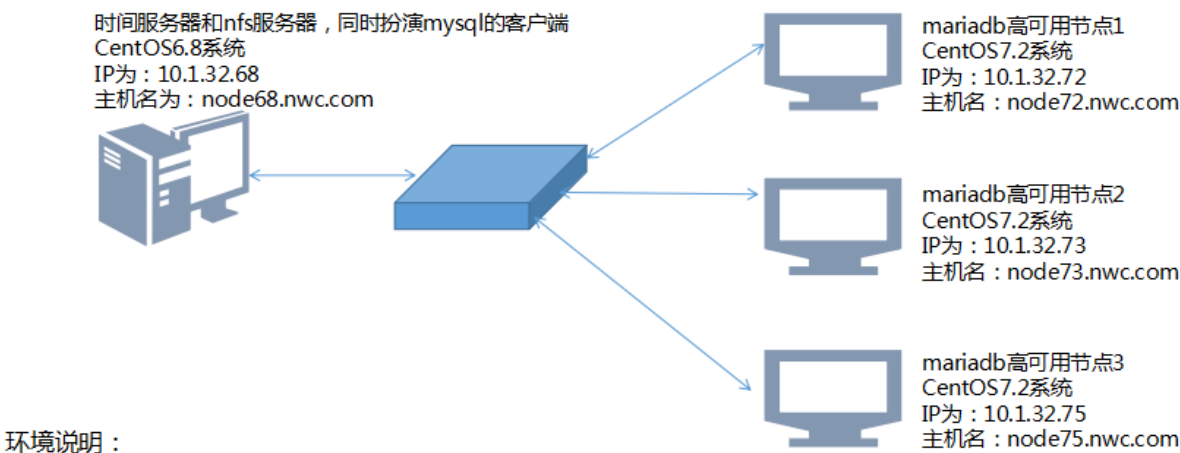 时间服务器和nfs服务器，同时扮演mysql的客户端
CentOS6.8系统
IP为：10.1.32.68
主机名为：node68.nwc.com
mariadb高可用节点1
CentOS7.2系统
IP为：10.1.32.72
主机名：node72.nwc.com
mariadb高可用节点2
CentOS7.2系统
IP为：10.1.32.73
主机名：node73.nwc.com
mariadb高可用节点3
CentOS7.2系统
IP为：10.1.32.75
主机名：node75.nwc.com
环境说明：